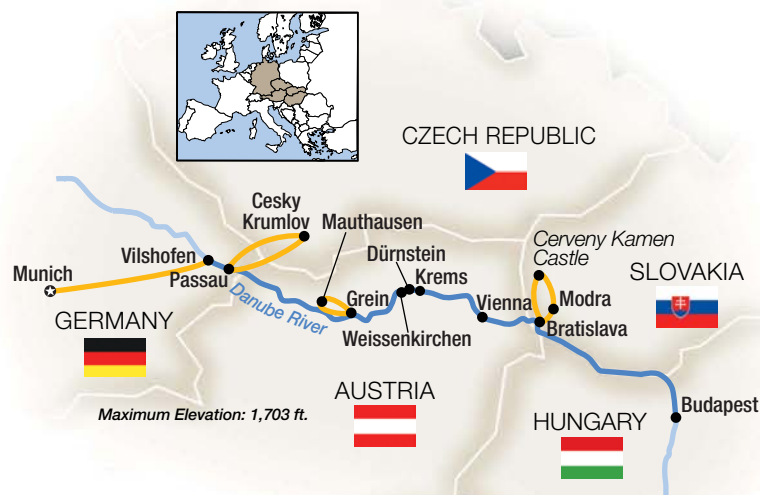 CZECH REPUBLIC
Cesky
Krumlov
Mauthausen
Cerveny Kamen
Castle
Vilshofen
Dürnstein
SLOVAKIA
Munich
Passau
Krems
Modra
Danube River
Grein
Vienna
GERMANY
Weissenkirchen
Bratislava
AUSTRIA
Budapest
Maximum Elevation: 1,703 ft.
HUNGARY